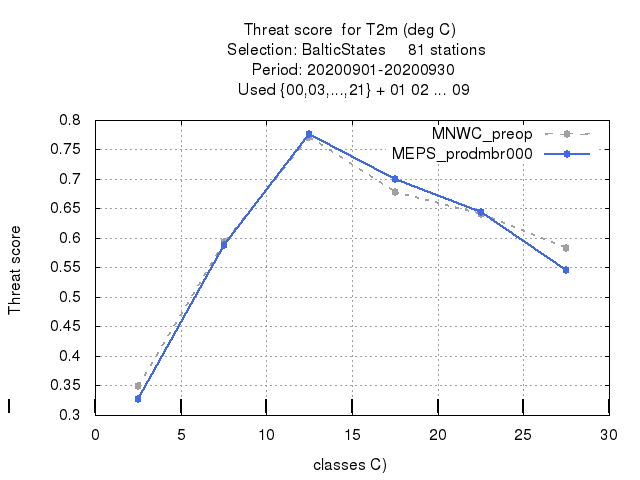 Threat score  for T2m (deg C)
Selection: BalticStates     81 stations
Period: 20200901-20200930
Used {00,03,...,21} + 01 02 ... 09
MNWC_preop
MEPS_prodmbr000
0.8
0.75
0.7
0.65
0.6
0.55
0.5
0.45
0.4
0.35
0.3
Threat score
0 5 10 15 20 25 30
classes C)